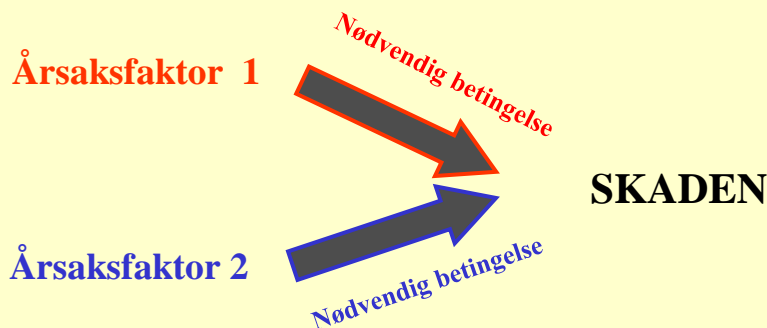 Nødvendig betingelse
Årsaksfaktor 1
SKADEN
Årsaksfaktor 2
Nødvendig betingelse